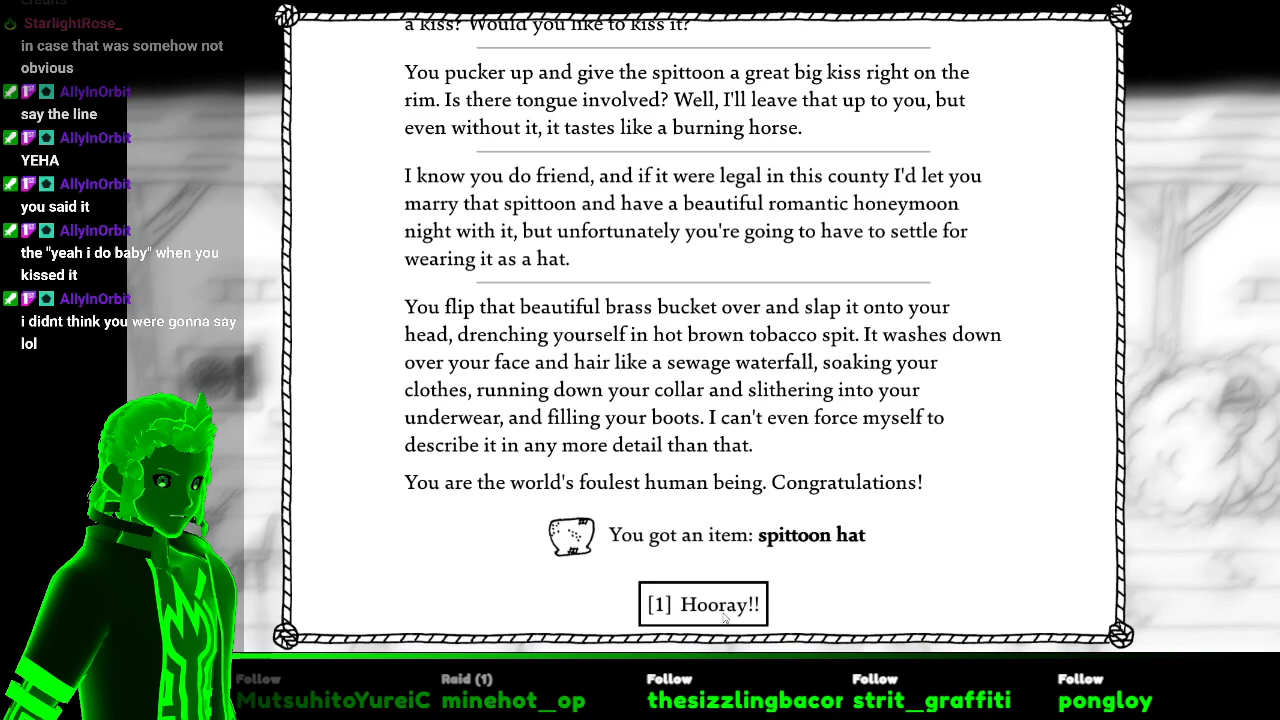 credits
StarlightRose_
in case that was somehow not
obvious
AllyInOrbit
say the line
AllyInOrbit
YEHA
AllyInOrbit
you said it
AllyInOrbit
the "yeah i do baby" when you
kissed it
AllyInOrbit
i didnt think you were gonna say
lol
a kiss? Would you like to kiss it?
You pucker up and give the spittoon a great big kiss right on the
rim. Is there tongue involved? Well, I'll leave that up to you, but
even without it, it tastes like a burning horse.
I know you do friend, and if it were legal in this county I'd let you
marry that spittoon and have a beautiful romantic honeymoon
night with it, but unfortunately you're going to have to settle for
wearing it as a hat.
You flip that beautiful brass bucket over and slap it onto your
head, drenching yourself in hot brown tobacco spit. It washes down
over your face and hair like a sewage waterfall, soaking your
clothes, running down your collar and slithering into your
underwear, and filling your boots. I can't even force myself to
describe it in any more detail than that.
You are the world's foulest human being. Congratulations!
You got an item: spittoon hat
[1] Hooray!!
Follow
MutsuhitoYureiC
Raid (1)
minehot_op
Follow
thesizzlingbacor
Follow
strit_graffiti
Follow
pongloy